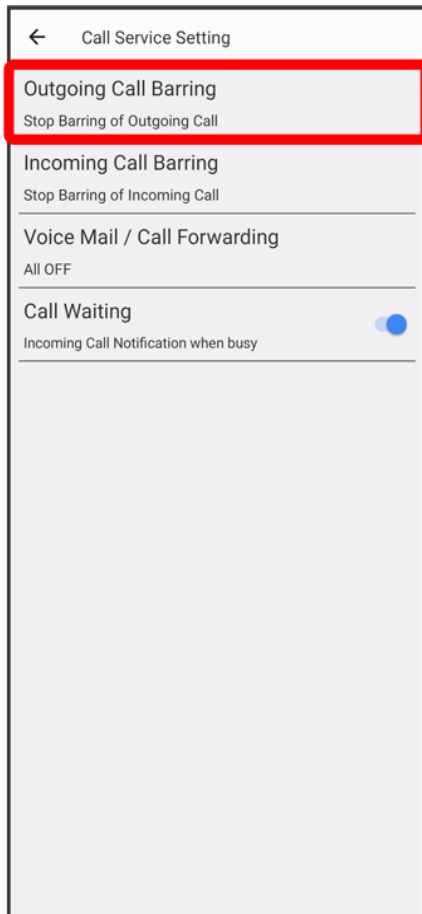 Call Service Setting
Outgoing Call Barring
Stop Barring of Outgoing Call
Incoming Call Barring
Stop Barring of Incoming Call
Voice Mail / Call Forwarding
All OFF
Call Waiting
Incoming Call Notification when busy